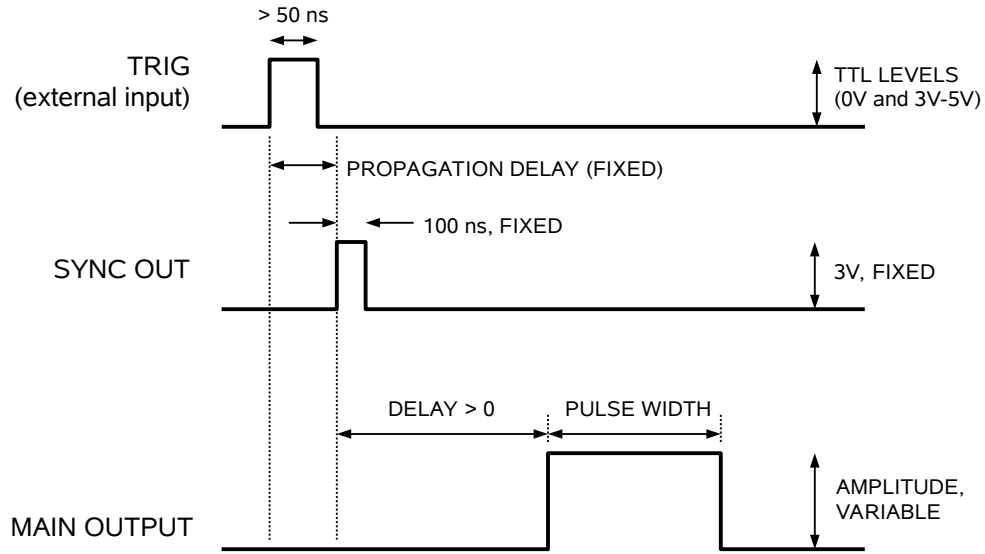 > 50 ns
TRIG
(external input)
TTL LEVELS
(0V and 3V-5V)
PROPAGATION DELAY (FIXED)
100 ns, FIXED
SYNC OUT
3V, FIXED
DELAY > 0
PULSE WIDTH
AMPLITUDE,
VARIABLE
MAIN OUTPUT